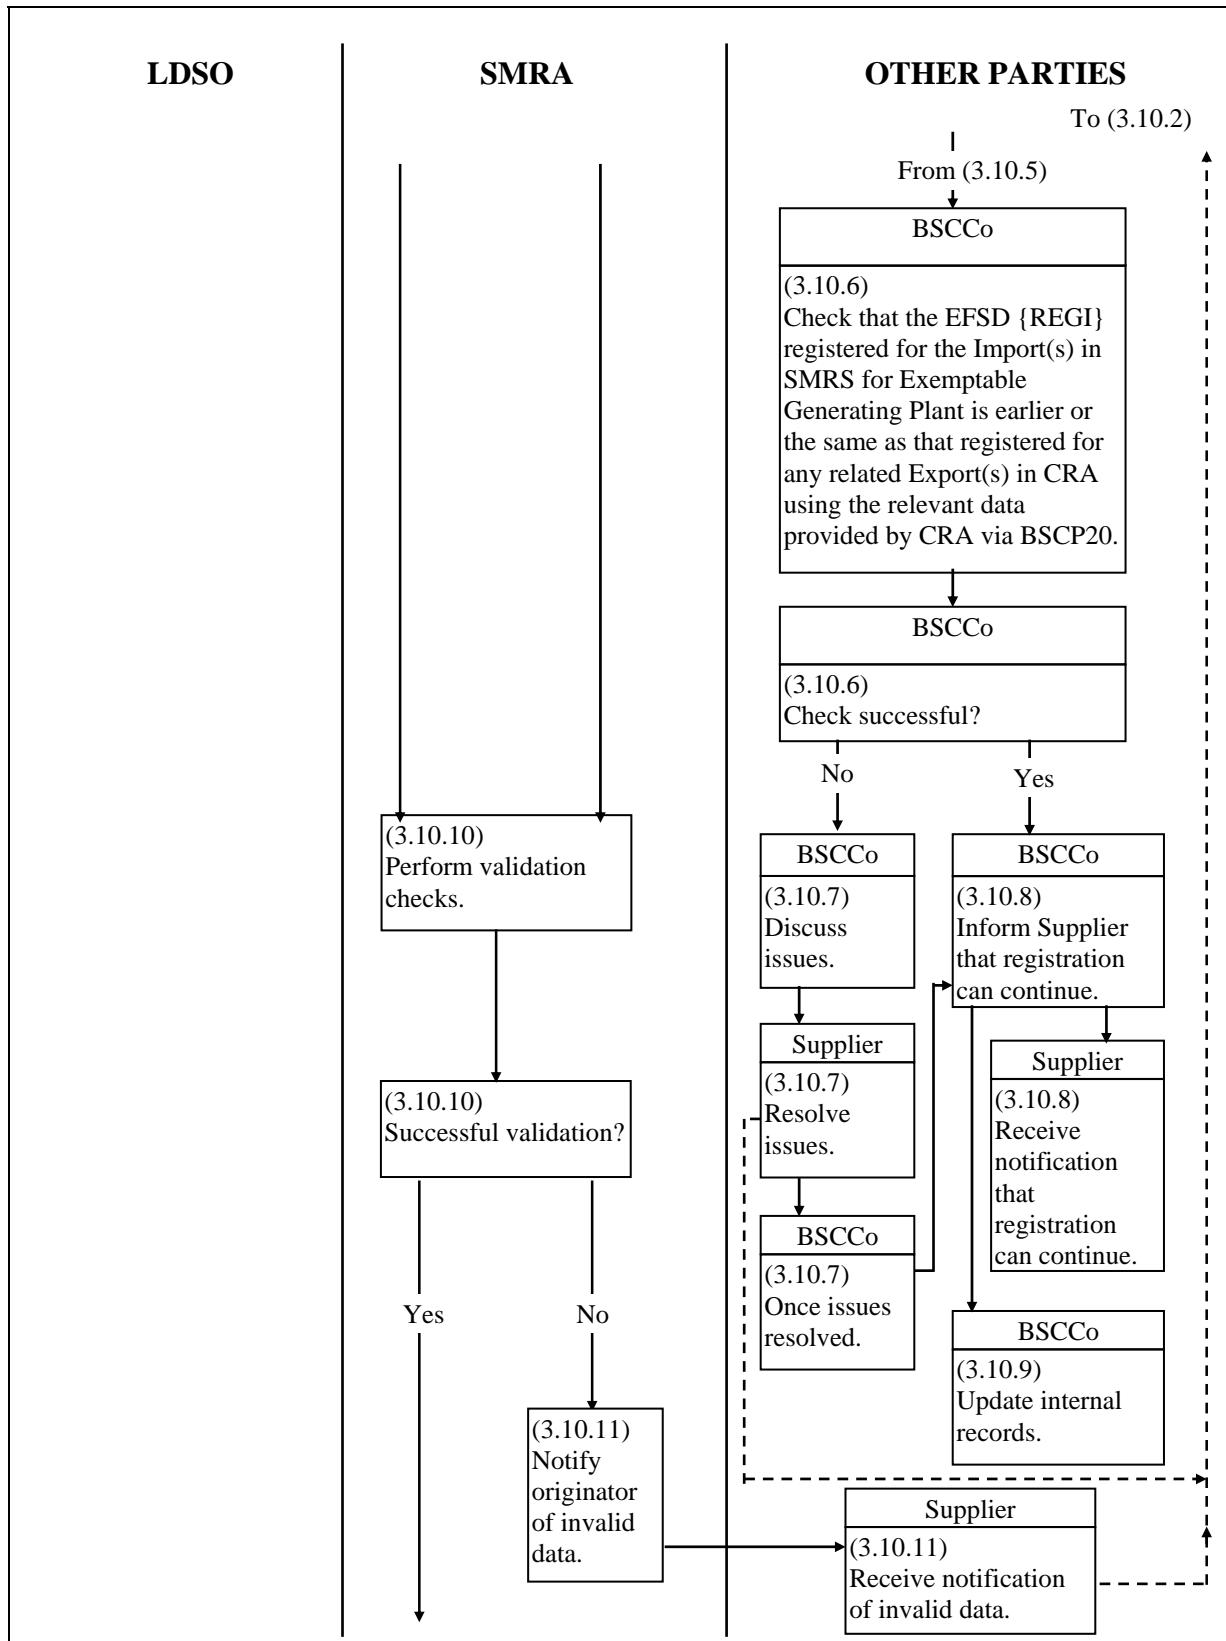 LDSO
SMRA
OTHER PARTIES
To (3.10.2)
From (3.10.5)
BSCCo
(3.10.6)
Check that the EFSD {REGI}
registered for the Import(s) in
SMRS for Exemptable
Generating Plant is earlier or
the same as that registered for
any related Export(s) in CRA
using the relevant data
provided by CRA via BSCP20.
BSCCo
(3.10.6)
Check successful?
No
Yes
(3.10.10)
Perform validation
checks.
BSCCo
(3.10.7)
Discuss
issues.
BSCCo
(3.10.8)
Inform Supplier
that registration
can continue.
Supplier
(3.10.7)
Resolve
issues.
Supplier
(3.10.8)
Receive
notification
that
registration
can continue.
(3.10.10)
Successful validation?
BSCCo
(3.10.7)
Once issues
resolved.
Yes
No
BSCCo
(3.10.9)
Update internal
records.
(3.10.11)
Notify
originator
of invalid
data.
Supplier
(3.10.11)
Receive notification
of invalid data.